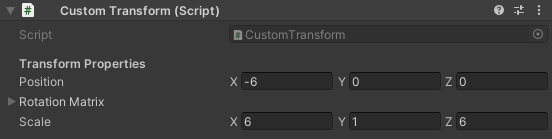 Custom Transform (Script)
Script CustomTransform
Transform Properties
Position X -6 Y 0 Z 0
Rotation Matrix
Scale X 6 Y 1 Z 6